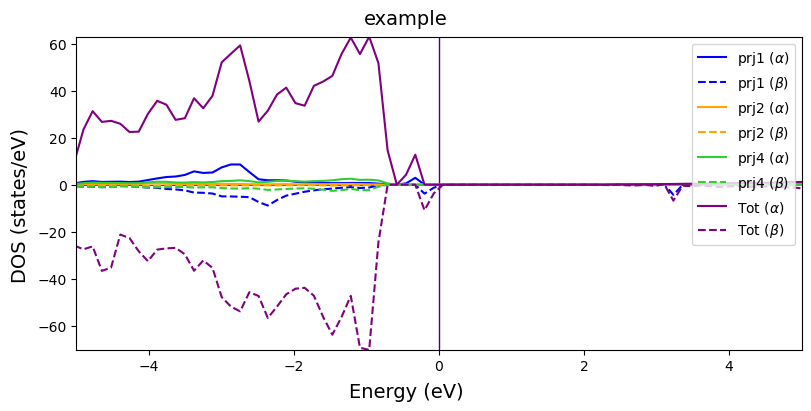 example
DOS (states/eV)
60
40
20
0
−20
−40
−60
prj1 (α)
prj1 (β)
prj2 (α)
prj2 (β)
prj4 (α)
prj4 (β)
Tot (α)
Tot (β)
−4 −2 0 2 4
Energy (eV)